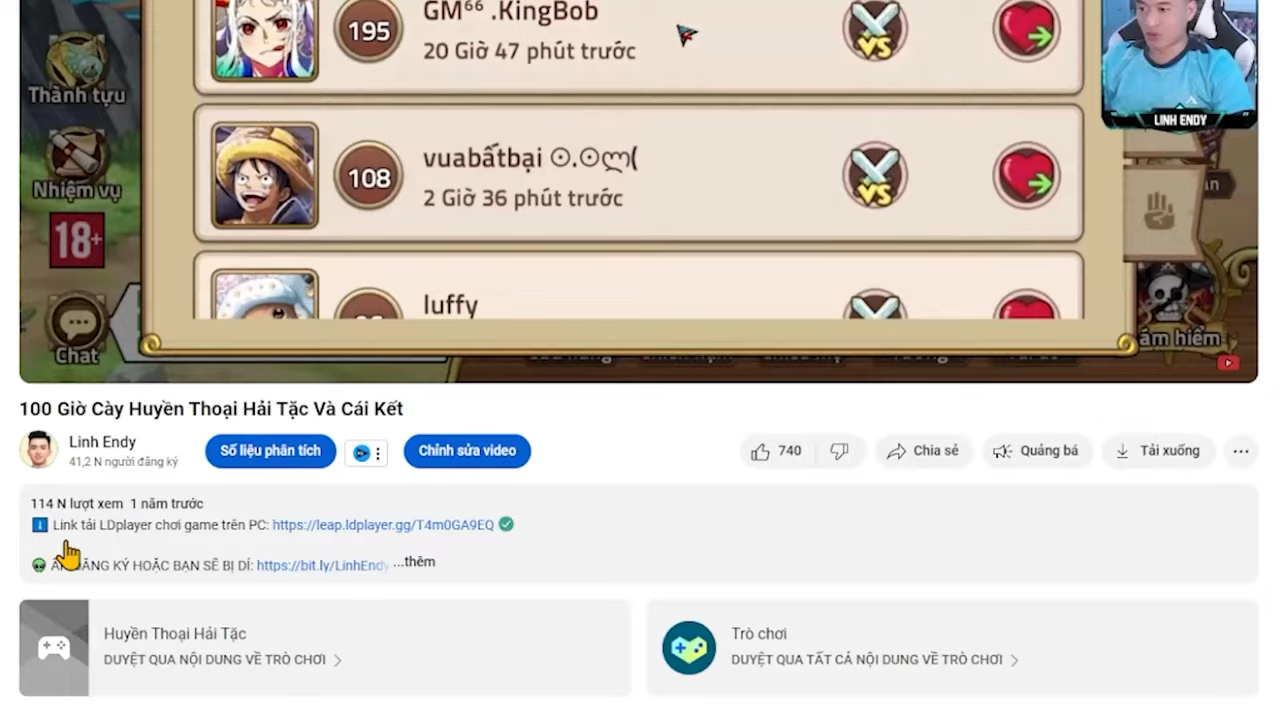 195
GM⁶⁶ .KingBob
20 Giờ 47 phút trước
VS
LINH ENDY
Thành tựu
108
vuabấtbại ⊙.⊙ლ(
2 Giờ 36 phút trước
VS
Nhiệm vụ
18+
luffy
Chat
ám hiểm
100 Giờ Cày Huyền Thoại Hải Tặc Và Cái Kết
Linh Endy
41,2 N người đăng ký
Số liệu phân tích
Chỉnh sửa video
740
Chia sẻ
Quảng bá
Tải xuống
114 N lượt xem 1 năm trước
Link tải LDplayer chơi game trên PC: https://leap.ldplayer.gg/T4m0GA9EQ
ĂNG KÝ HOẶC BẠN SẼ BỊ DÍ: https://bit.ly/LinhEndy ...thêm
Huyền Thoại Hải Tặc
DUYỆT QUA NỘI DUNG VỀ TRÒ CHƠI
Trò chơi
DUYỆT QUA TẤT CẢ NỘI DUNG VỀ TRÒ CHƠI